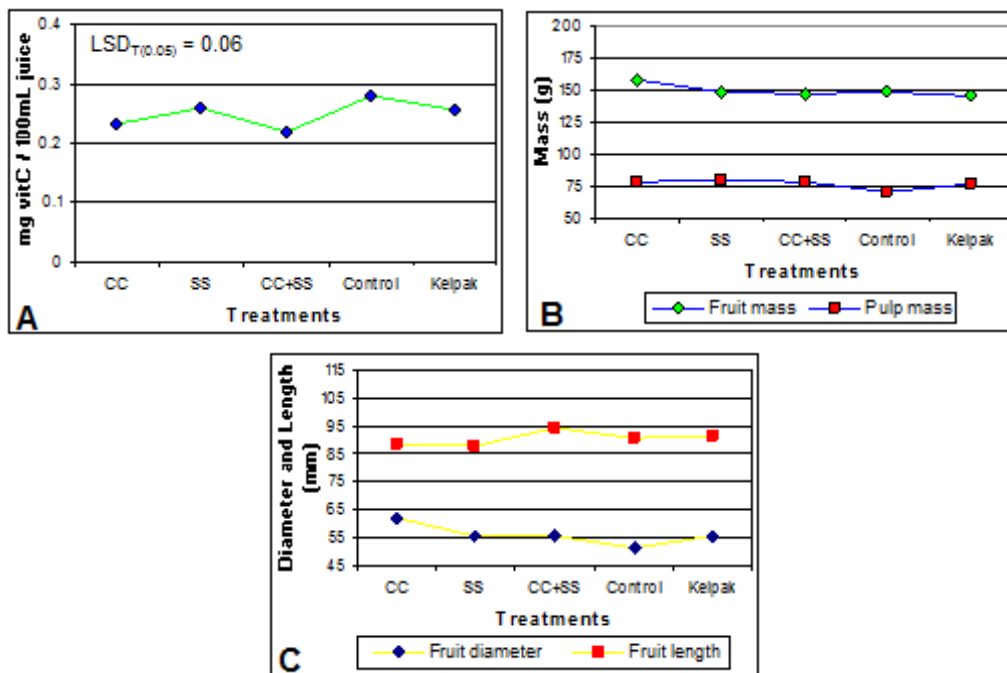 0.4
LSD_T(0.05) = 0.06
0.3
0.2
0.1
0
mg vitC / 100mL juice
CC SS CC+SS Control Kelpak
Treatments
A
200
175
150
125
100
75
50
Mass (g)
CC SS CC+SS Control Kelpak
Treatments
Fruit mass Pulp mass
B
115
105
95
85
75
65
55
45
Diameter and Length
(mm)
CC SS CC+SS Control Kelpak
Treatments
Fruit diameter Fruit length
C